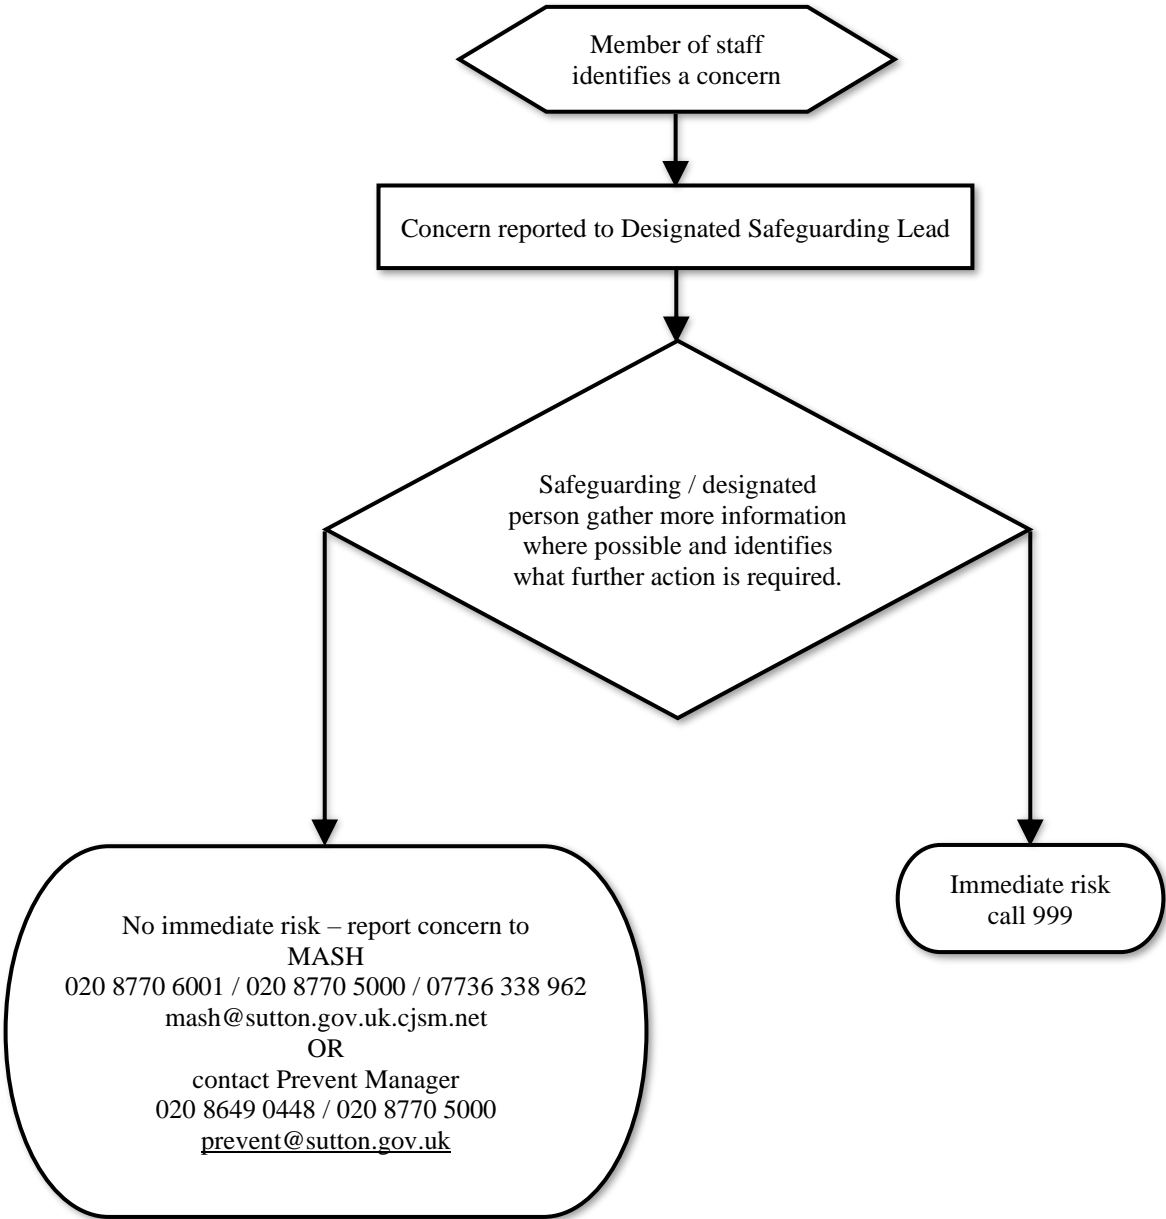 Member of staff
identifies a concern
Concern reported to Designated Safeguarding Lead
Safeguarding / designated
person gather more information
where possible and identifies
what further action is required.
No immediate risk – report concern to
MASH
020 8770 6001 / 020 8770 5000 / 07736 338 962
mash@sutton.gov.uk.cjsm.net
OR
contact Prevent Manager
020 8649 0448 / 020 8770 5000
prevent@sutton.gov.uk
Immediate risk
call 999